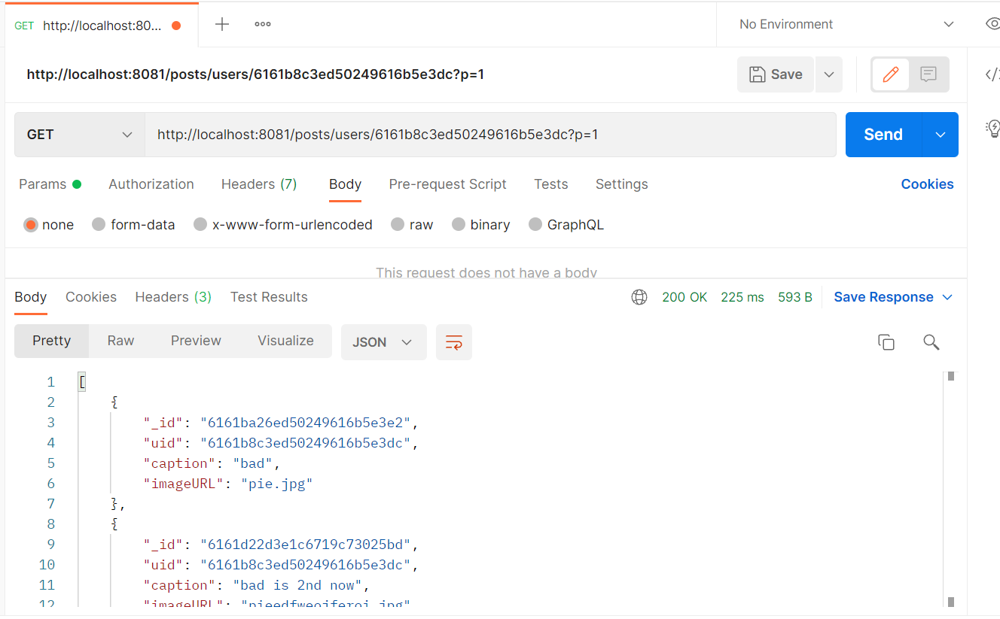 GET http://localhost:80...
No Environment
http://localhost:8081/posts/users/6161b8c3ed50249616b5e3dc?p=1
Save
GET
http://localhost:8081/posts/users/6161b8c3ed50249616b5e3dc?p=1
Send
Params Authorization Headers (7) Body Pre-request Script Tests Settings Cookies
none form-data x-www-form-urlencoded raw binary GraphQL
This request does not have a body
Body Cookies Headers (3) Test Results 200 OK 225 ms 593 B Save Response
Pretty Raw Preview Visualize JSON
1 [
2 {
3 "_id": "6161ba26ed50249616b5e3e2",
4 "uid": "6161b8c3ed50249616b5e3dc",
5 "caption": "bad",
6 "imageURL": "pie.jpg"
7 },
8 {
9 "_id": "6161d22d3e1c6719c73025bd",
10 "uid": "6161b8c3ed50249616b5e3dc",
11 "caption": "bad is 2nd now",
12 "imageURL":